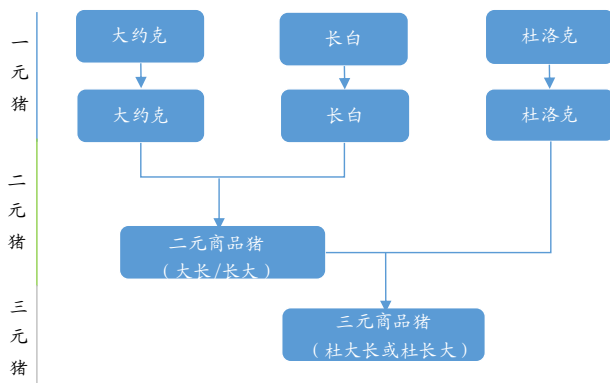 一元猪
大约克
长白
杜洛克
大约克
长白
杜洛克
二元猪
二元商品猪
（大长/长大）
三元猪
三元商品猪
（杜大长或杜长大）